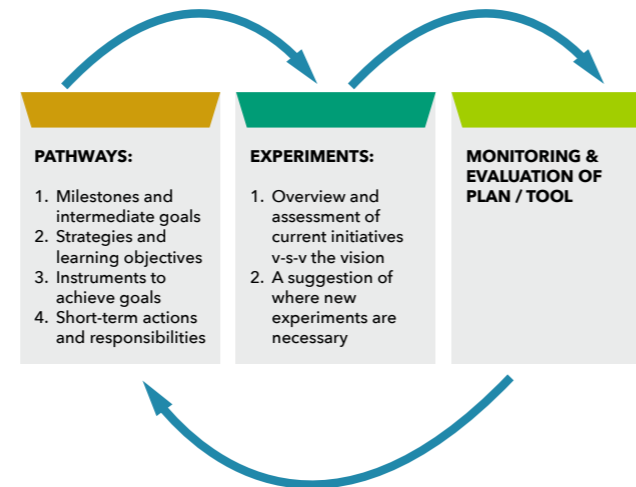 PATHWAYS:
1. Milestones and
intermediate goals
2. Strategies and
learning objectives
3. Instruments to
achieve goals
4. Short-term actions
and responsibilities
EXPERIMENTS:
1. Overview and
assessment of
current initiatives
v-s-v the vision
2. A suggestion of
where new
experiments are
necessary
MONITORING &
EVALUATION OF
PLAN / TOOL